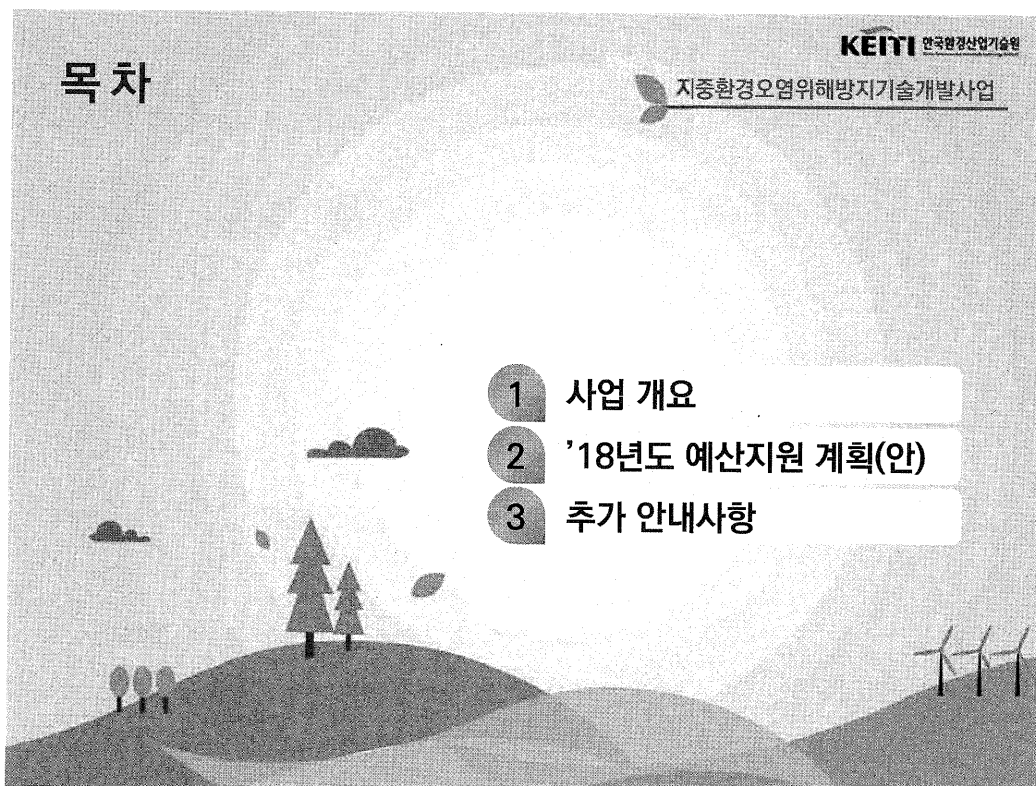 목차
KEITI 한국환경산업기술원
지중환경오염위해방지기술개발사업
1 사업 개요
2 ’18년도 예산지원 계획(안)
3 추가 안내사항